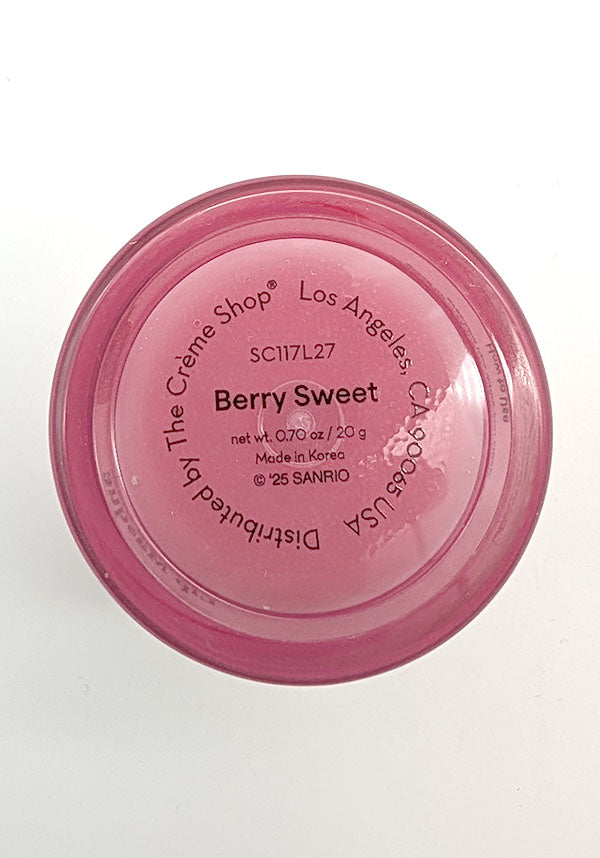 Distributed by The Crème Shop® Los Angeles, CA 90065 USA
SC117L27
Berry Sweet
net wt. 0.70 oz / 20 g
Made in Korea
© '25 SANRIO